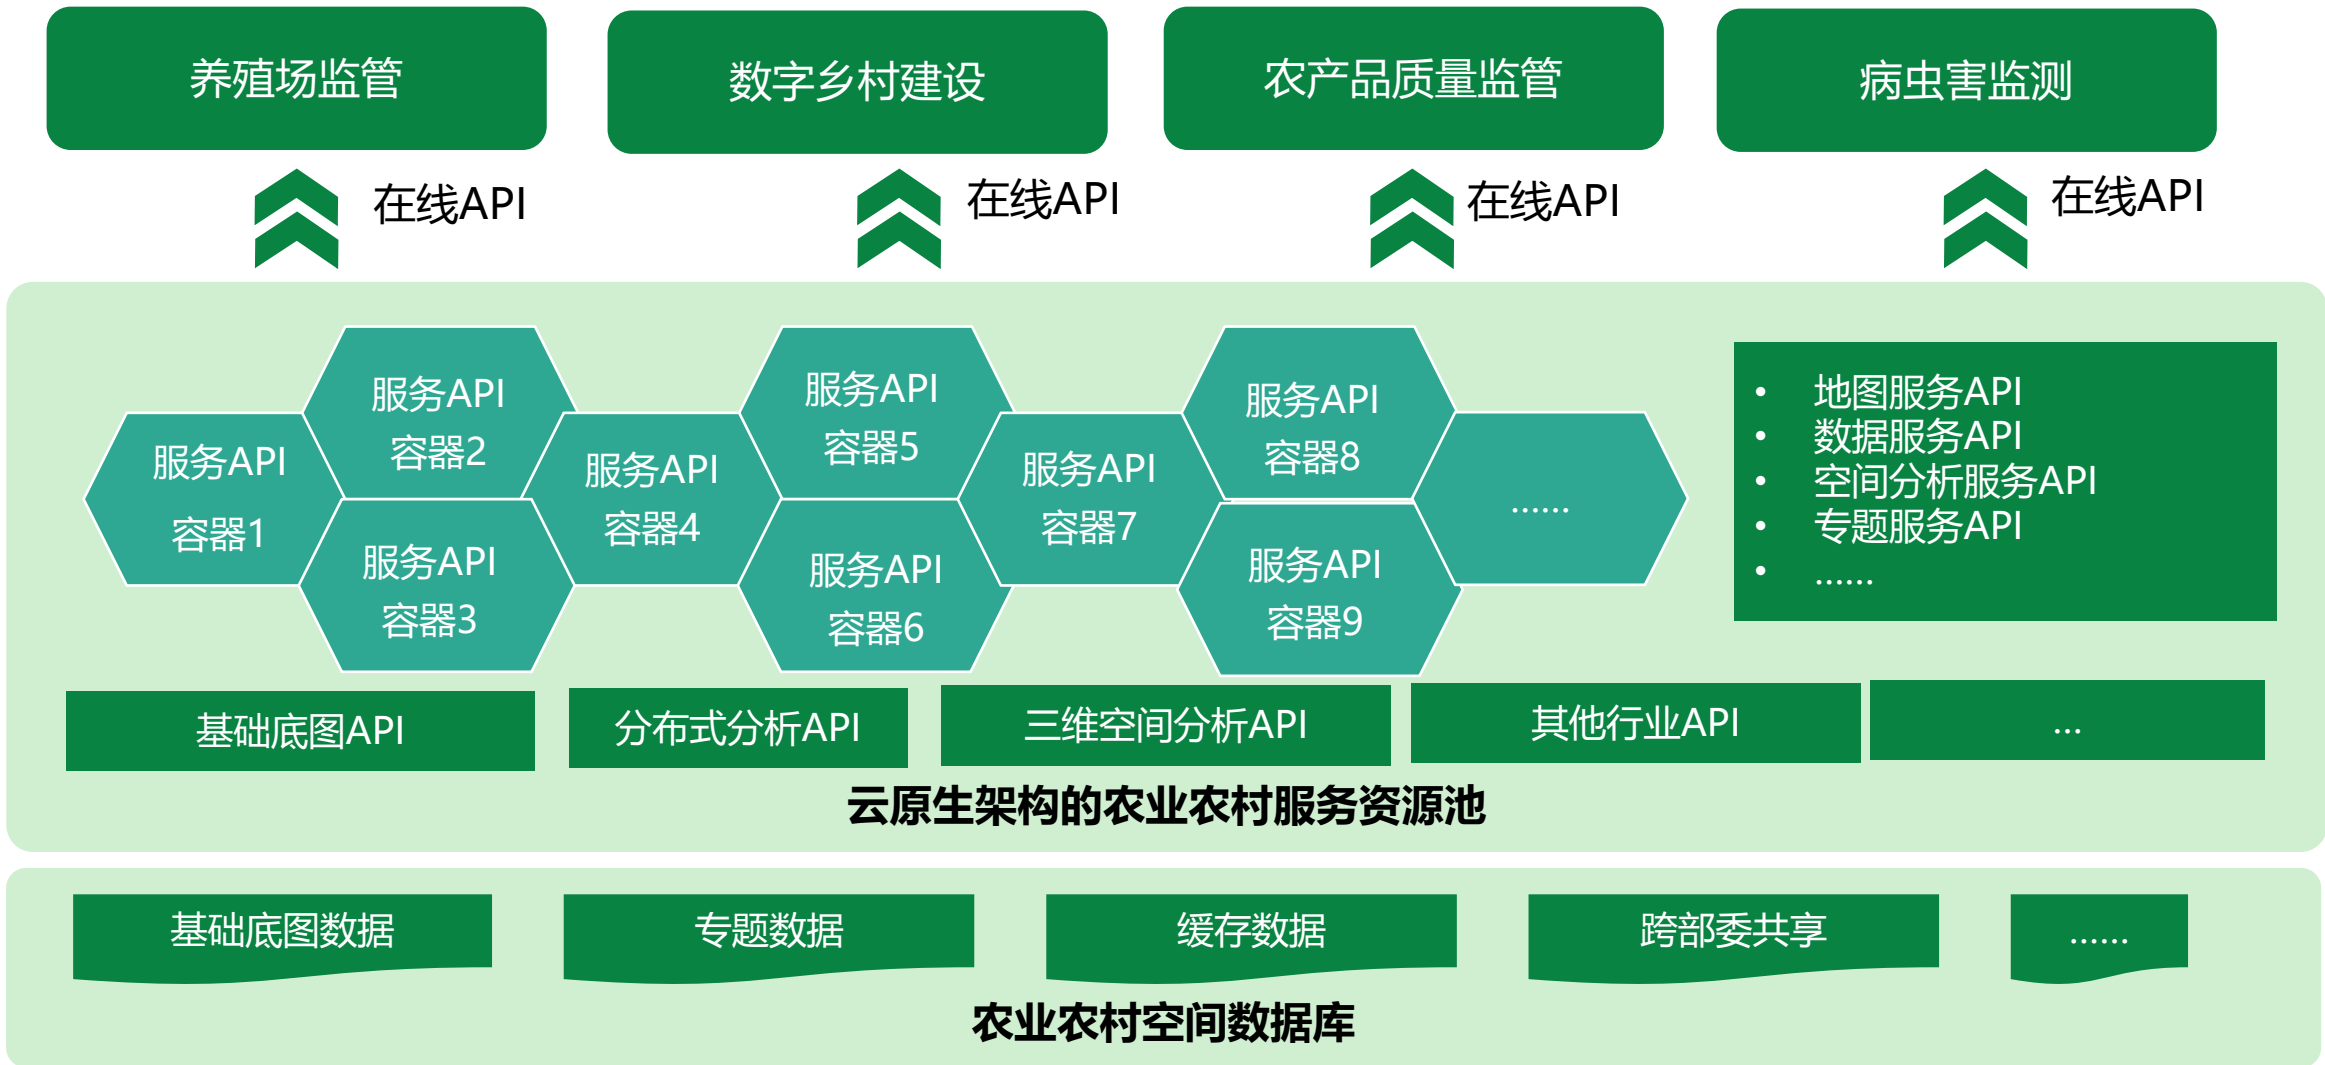 养殖场监管
数字乡村建设
农产品质量监管
病虫害监测
在线API
在线API
在线API
在线API
服务API
容器1
服务API
容器2
服务API
容器3
服务API
容器4
服务API
容器5
服务API
容器6
服务API
容器7
服务API
容器8
服务API
容器9
......
• 地图服务API
• 数据服务API
• 空间分析服务API
• 专题服务API
• ......
基础底图API
分布式分析API
三维空间分析API
其他行业API
...
云原生架构的农业农村服务资源池
基础底图数据
专题数据
缓存数据
跨部委共享
......
农业农村空间数据库